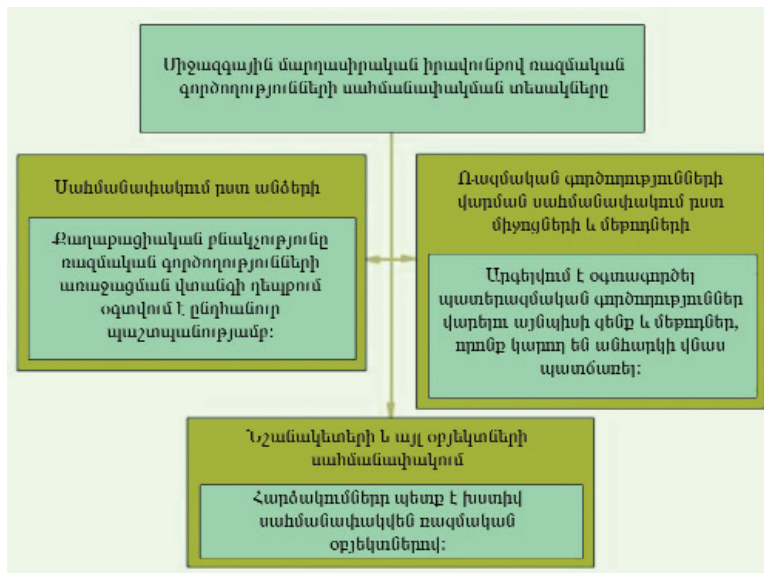 Միջազգային մարդասիրական իրավունքով ռազմական
գործողությունների սահմանափակման տեսակները
Սահմանափակում ըստ անձերի
Քաղաքացիական բնակչությունը
ռազմական գործողությունների
առաջացման վտանգի դեպքում
օգտվում է ընդհանուր
պաշտպանությամբ:
Ռազմական գործողությունների
վարման սահմանափակում ըստ
միջոցների և մեթոդների
Արգելվում է օգտագործել
պատերազմական գործողություններ
վարելու այնպիսի զենք և մեթոդներ,
որոնք կարող են անհարկի վնաս
պատճառել:
Նշանակետերի և այլ օբյեկտների
սահմանափակում
Հարձակումները պետք է խստիվ
սահմանափակվեն ռազմական
օբյեկտներով: